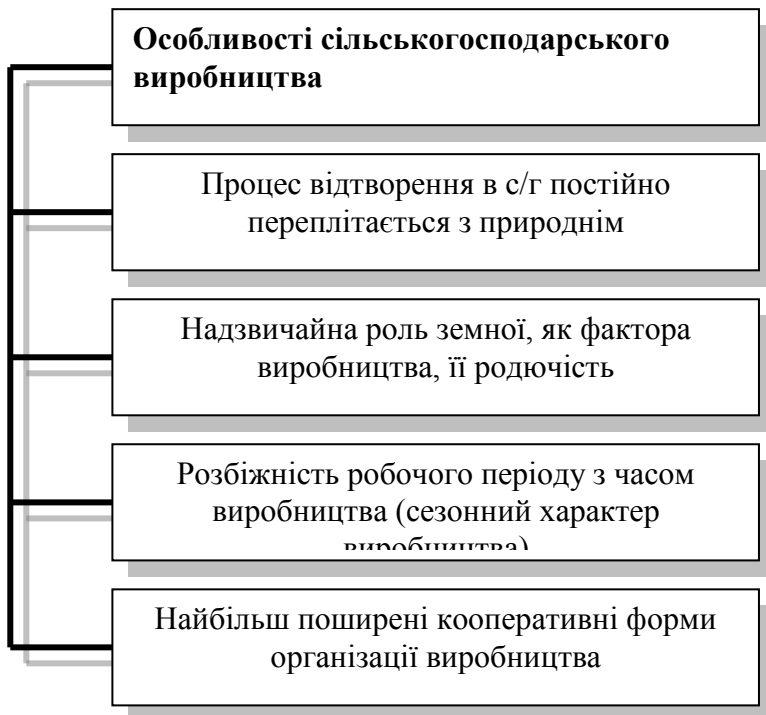 Особливості сільськогосподарського
виробництва
Процес відтворення в с/г постійно
переплітається з природнім
Надзвичайна роль земної, як фактора
виробництва, її родючість
Розбіжність робочого періоду з часом
виробництва (сезонний характер
виробництва)
Найбільш поширені кооперативні форми
організації виробництва